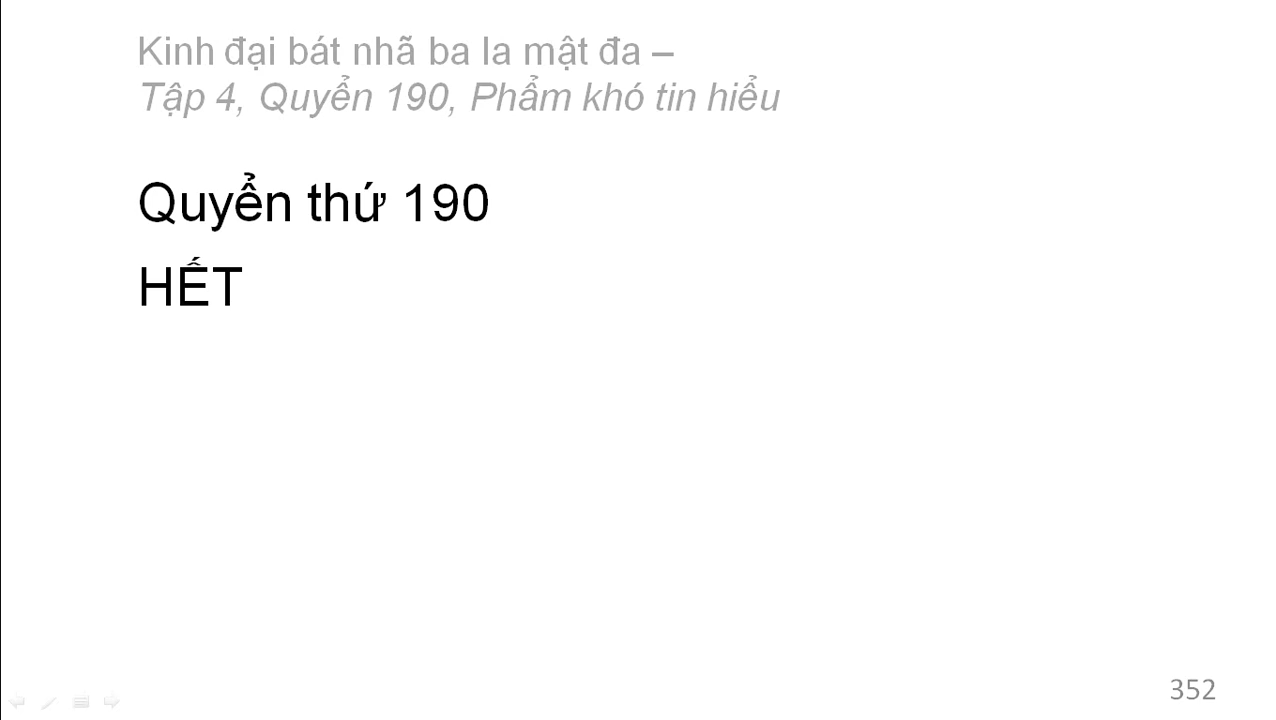 Kinh đại bát nhã ba la mật đa –
Tập 4, Quyển 190, Phẩm khó tin hiểu
Quyển thứ 190
HẾT
352